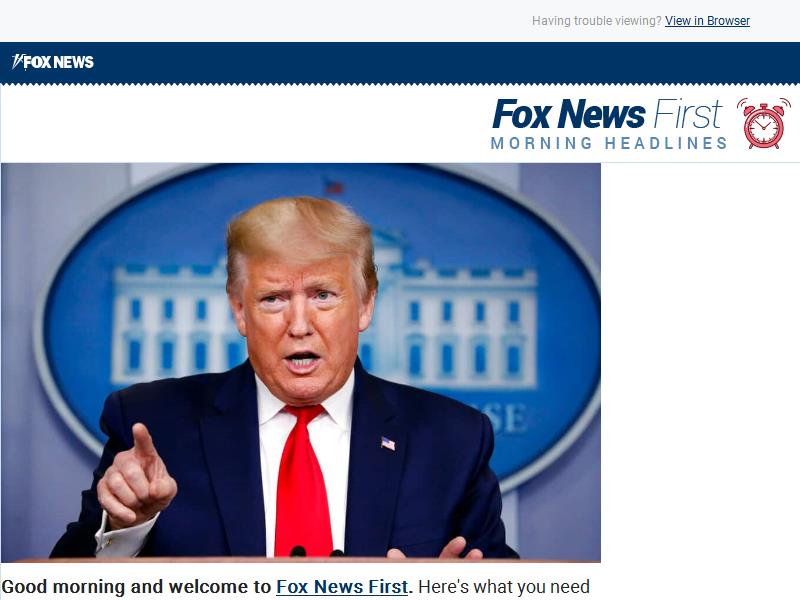 Having trouble viewing? View in Browser
FOX NEWS
Fox News First
MORNING HEADLINES
SE
Good morning and welcome to Fox News First. Here's what you need